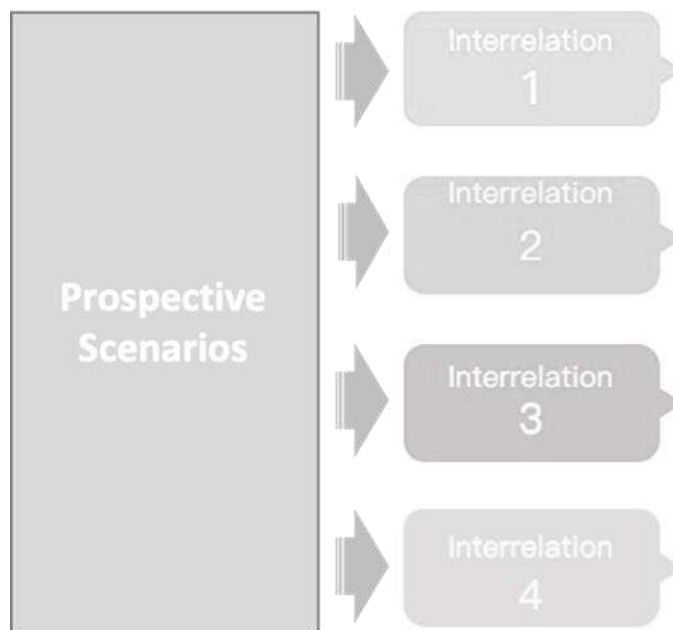 Prospective
Scenarios
Interrelation
1
Interrelation
2
Interrelation
3
Interrelation
4